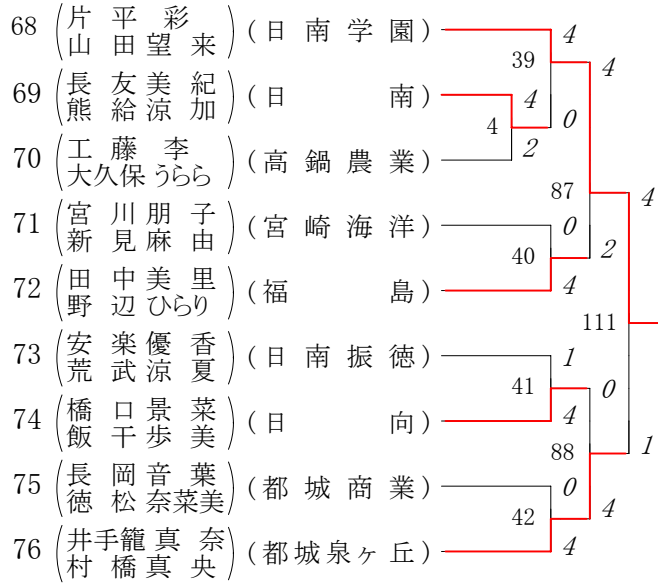 68 片平彩 (日南学園) 4
山田望来
39 4
69 長友美紀 (日南) 4
熊給涼加
4 0
70 工藤李 (高鍋農業) 2
大久保うらら
87 4
71 宮川朋子 (宮崎海洋) 0
新見麻由
40 2
72 田中美里 (福島) 4
野辺ひらり
111
73 安楽優香 (日南振徳) 1
荒武涼夏
41 0
74 橋口景菜 (日向) 4
飯干歩美
88 1
75 長岡音葉 (都城商業) 0
徳松奈菜美
42 4
76 井手籠真奈 (都城泉ヶ丘) 4
村橋真央